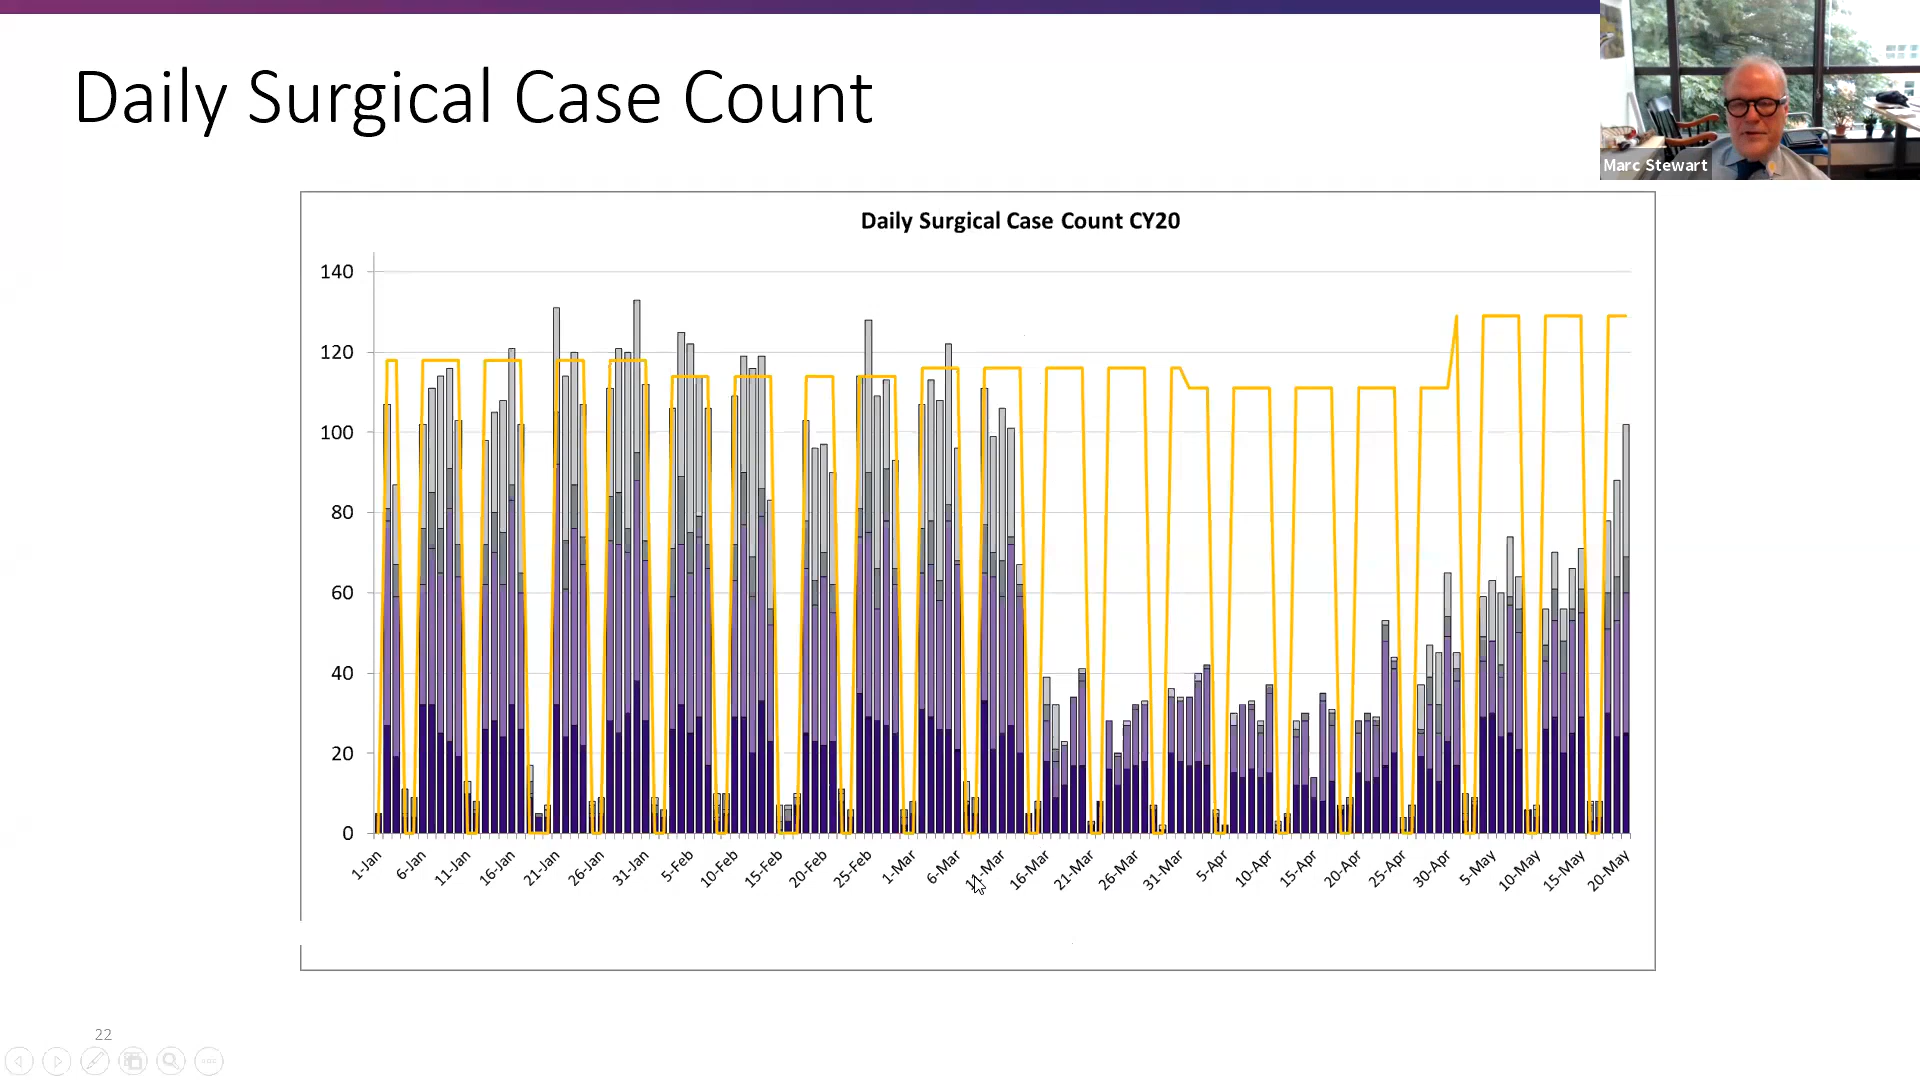 Daily Surgical Case Count
Marc Stewart
Daily Surgical Case Count CY20
140
120
100
80
60
40
20
0
1-Jan
6-Jan
11-Jan
16-Jan
21-Jan
26-Jan
31-Jan
5-Feb
10-Feb
15-Feb
20-Feb
25-Feb
1-Mar
6-Mar
11-Mar
16-Mar
21-Mar
26-Mar
31-Mar
5-Apr
10-Apr
15-Apr
20-Apr
25-Apr
30-Apr
5-May
10-May
15-May
20-May
22